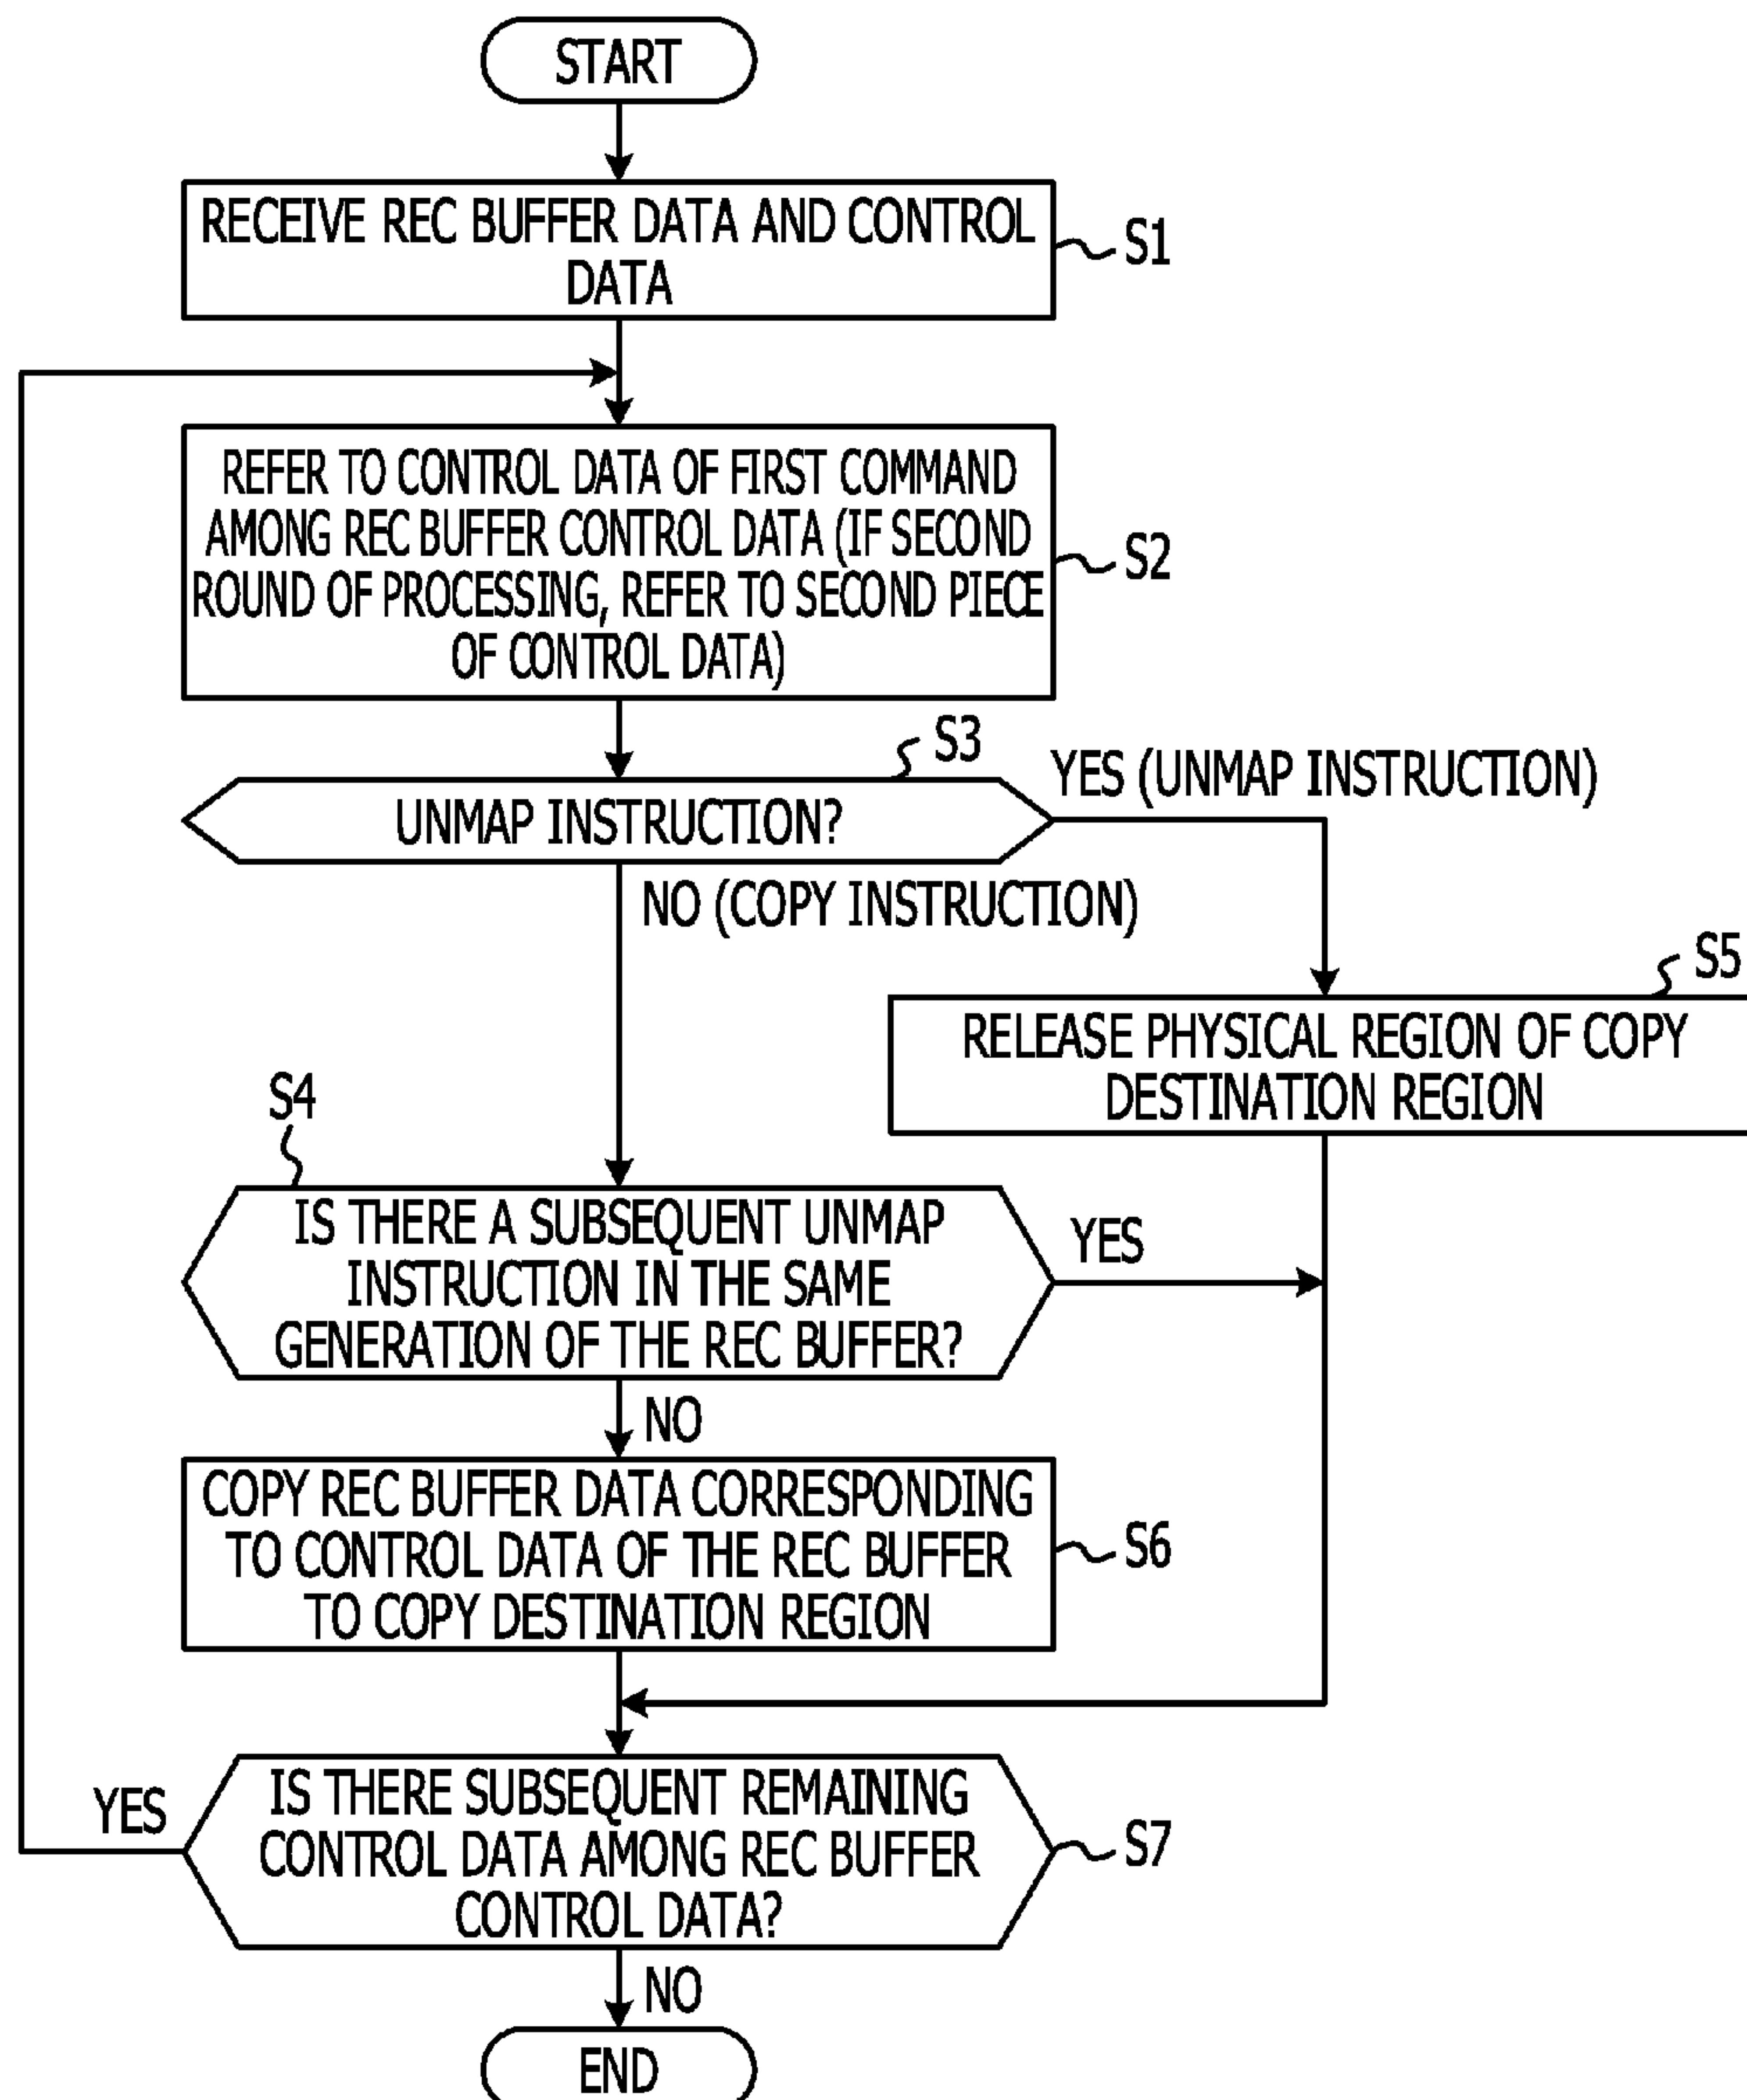 START
RECEIVE REC BUFFER DATA AND CONTROL
DATA
S1
REFER TO CONTROL DATA OF FIRST COMMAND
AMONG REC BUFFER CONTROL DATA (IF SECOND
ROUND OF PROCESSING, REFER TO SECOND PIECE
OF CONTROL DATA)
S2
S3
UNMAP INSTRUCTION?
YES (UNMAP INSTRUCTION)
NO (COPY INSTRUCTION)
S5
RELEASE PHYSICAL REGION OF COPY
DESTINATION REGION
S4
IS THERE A SUBSEQUENT UNMAP
INSTRUCTION IN THE SAME
GENERATION OF THE REC BUFFER?
YES
NO
COPY REC BUFFER DATA CORRESPONDING
TO CONTROL DATA OF THE REC BUFFER
TO COPY DESTINATION REGION
S6
YES
IS THERE SUBSEQUENT REMAINING
CONTROL DATA AMONG REC BUFFER
CONTROL DATA?
S7
NO
END